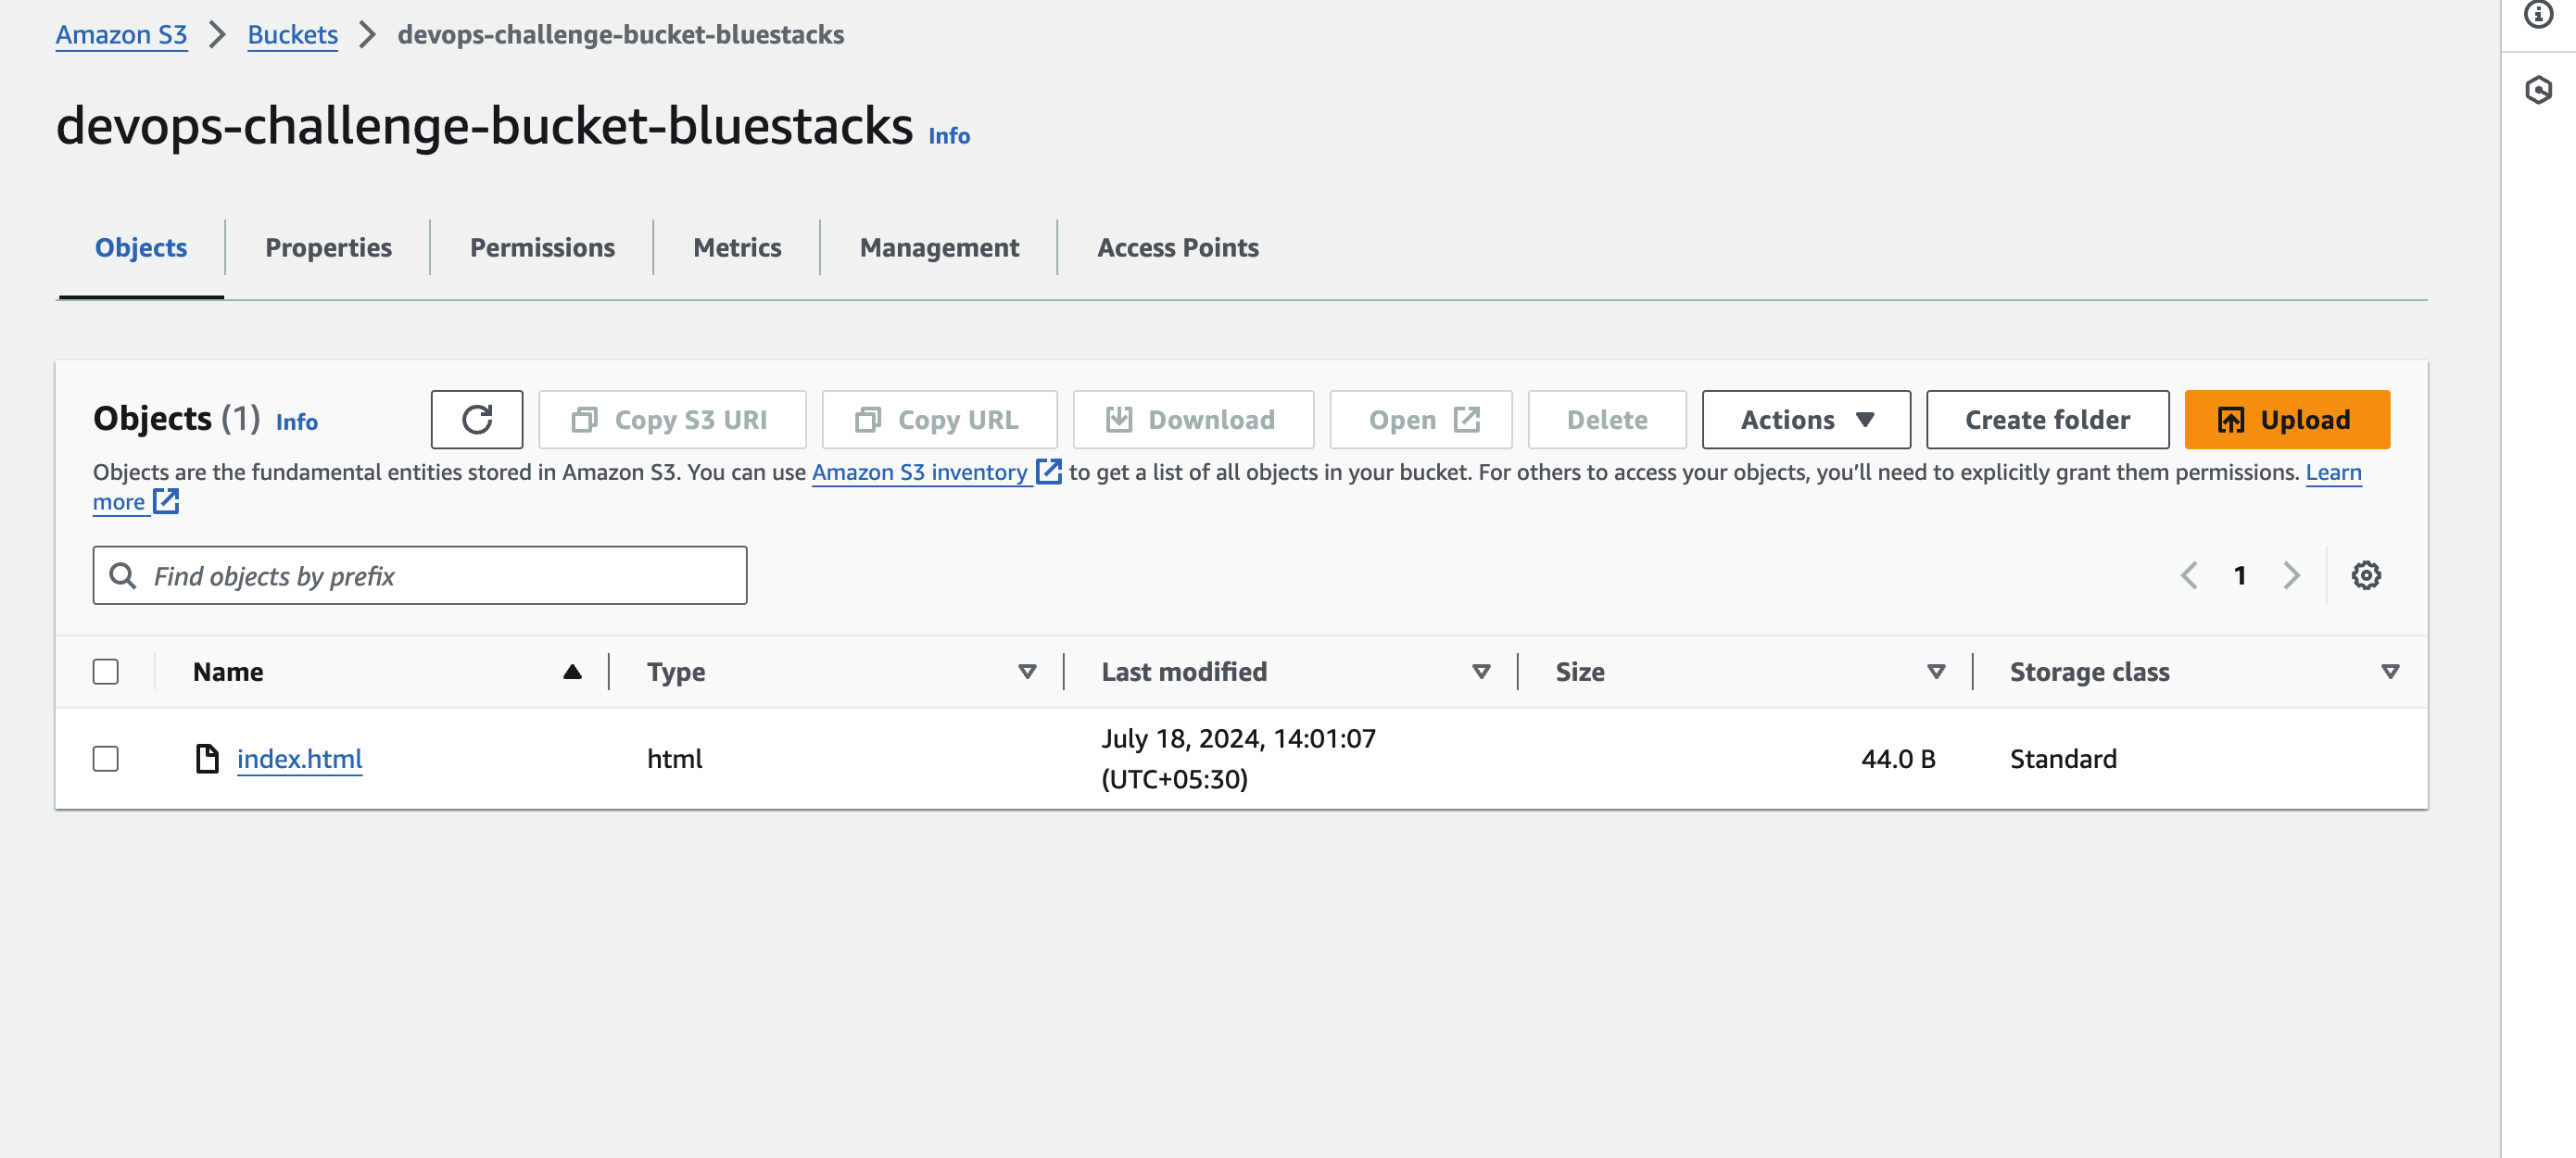 Amazon S3 > Buckets > devops-challenge-bucket-bluestacks
devops-challenge-bucket-bluestacks Info
Objects Properties Permissions Metrics Management Access Points
Objects (1) Info Copy S3 URI Copy URL Download Open Delete Actions Create folder Upload
Objects are the fundamental entities stored in Amazon S3. You can use Amazon S3 inventory to get a list of all objects in your bucket. For others to access your objects, you’ll need to explicitly grant them permissions. Learn
more
Find objects by prefix 1
Name Type Last modified Size Storage class
index.html html July 18, 2024, 14:01:07 44.0 B Standard
(UTC+05:30)